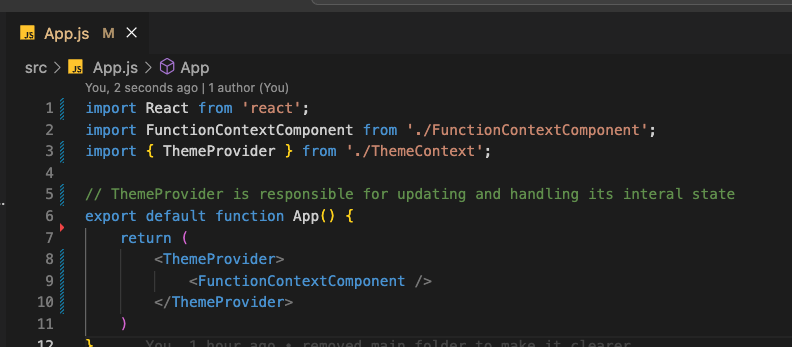 JS App.js M ×
src > JS App.js > App
You, 2 seconds ago | 1 author (You)
1 import React from 'react';
2 import FunctionContextComponent from './FunctionContextComponent';
3 import { ThemeProvider } from './ThemeContext';
4
5 // ThemeProvider is responsible for updating and handling its interal state
6 export default function App() {
7 return (
8 <ThemeProvider>
9 <FunctionContextComponent />
10 </ThemeProvider>
11 )
12 } You, 1 hour ago • removed main folder to make it clearer